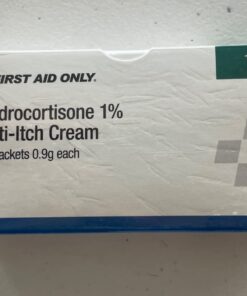 FIRST AID ONLY.
drocortisone 1%
ti-Itch Cream
ackets 0.9g each